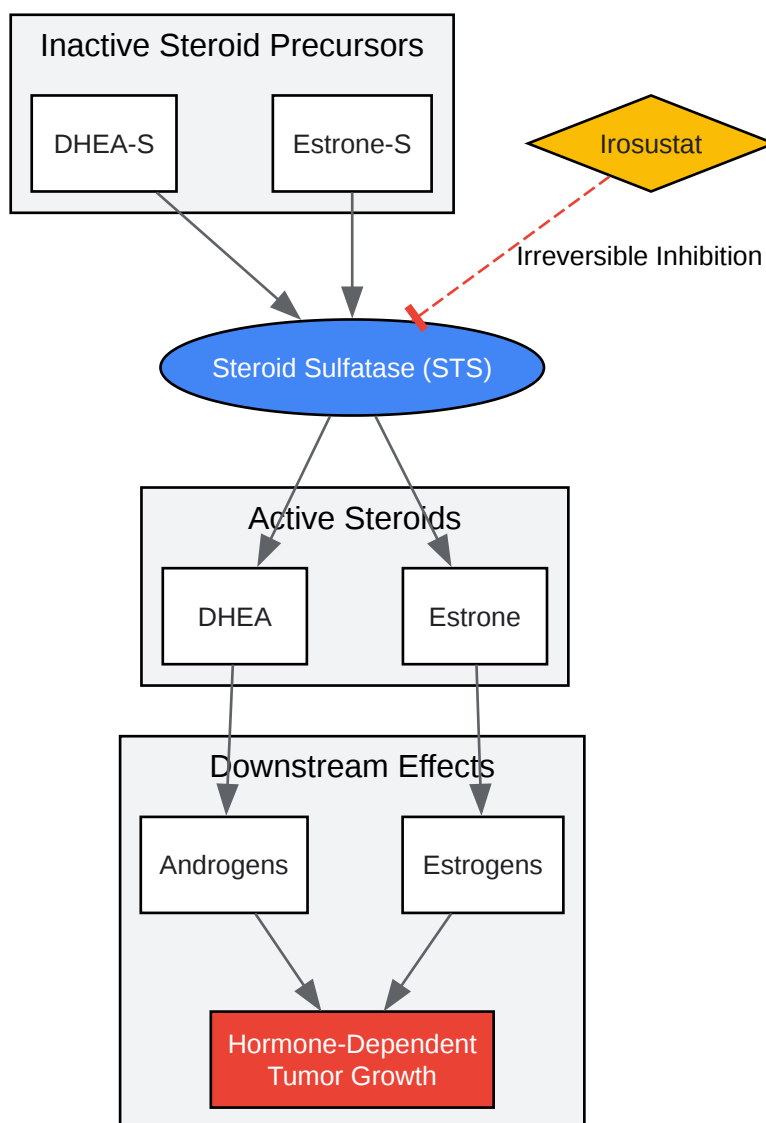 Inactive Steroid Precursors
DHEA-S
Estrone-S
Irosustat
Irreversible Inhibition
Steroid Sulfatase (STS)
Active Steroids
DHEA
Estrone
Downstream Effects
Androgens
Estrogens
Hormone-Dependent
Tumor Growth